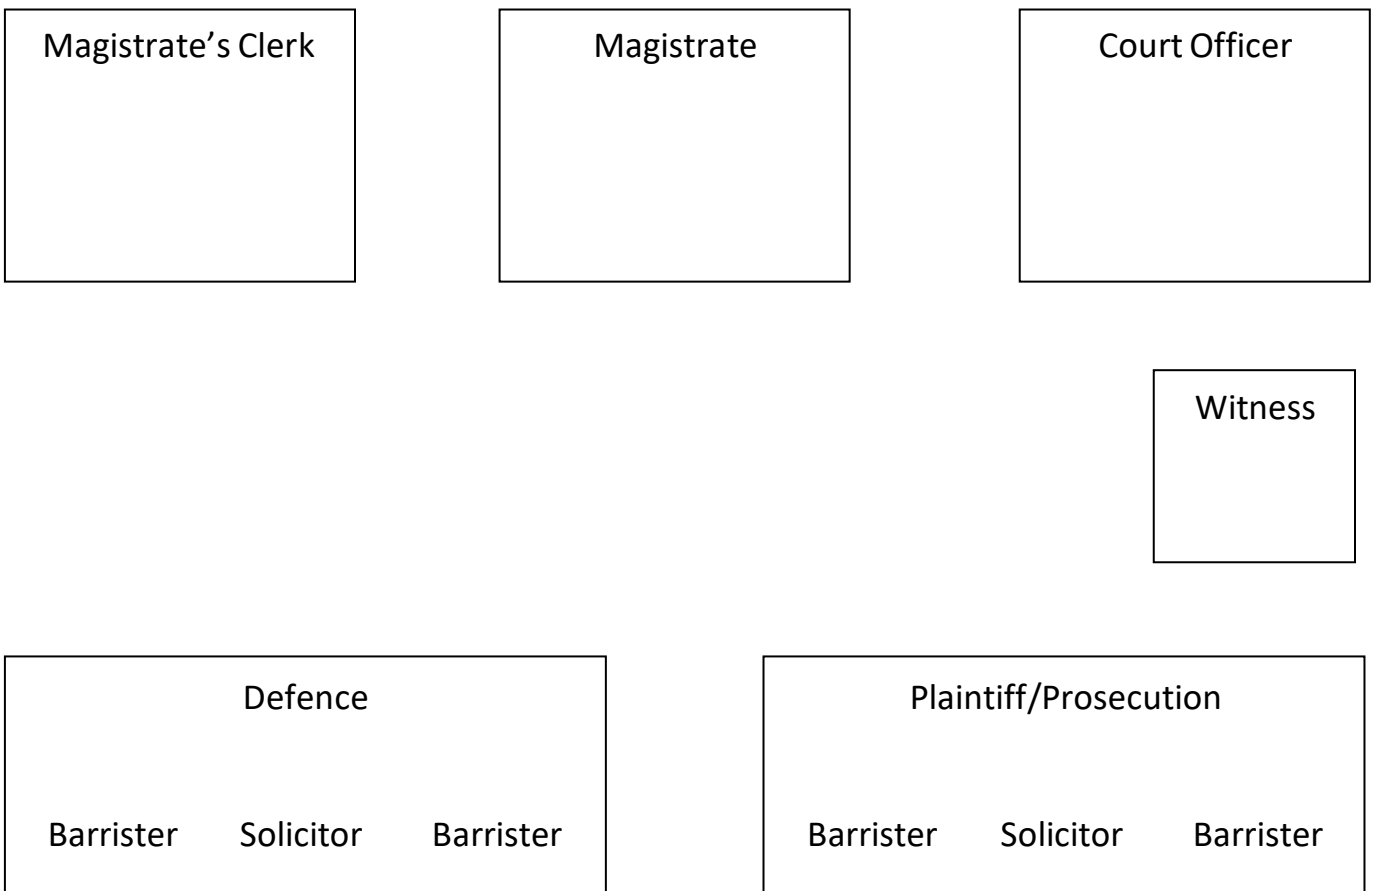 Magistrate’s Clerk
Magistrate
Court Officer
Witness
Defence
Barrister Solicitor Barrister
Plaintiff/Prosecution
Barrister Solicitor Barrister